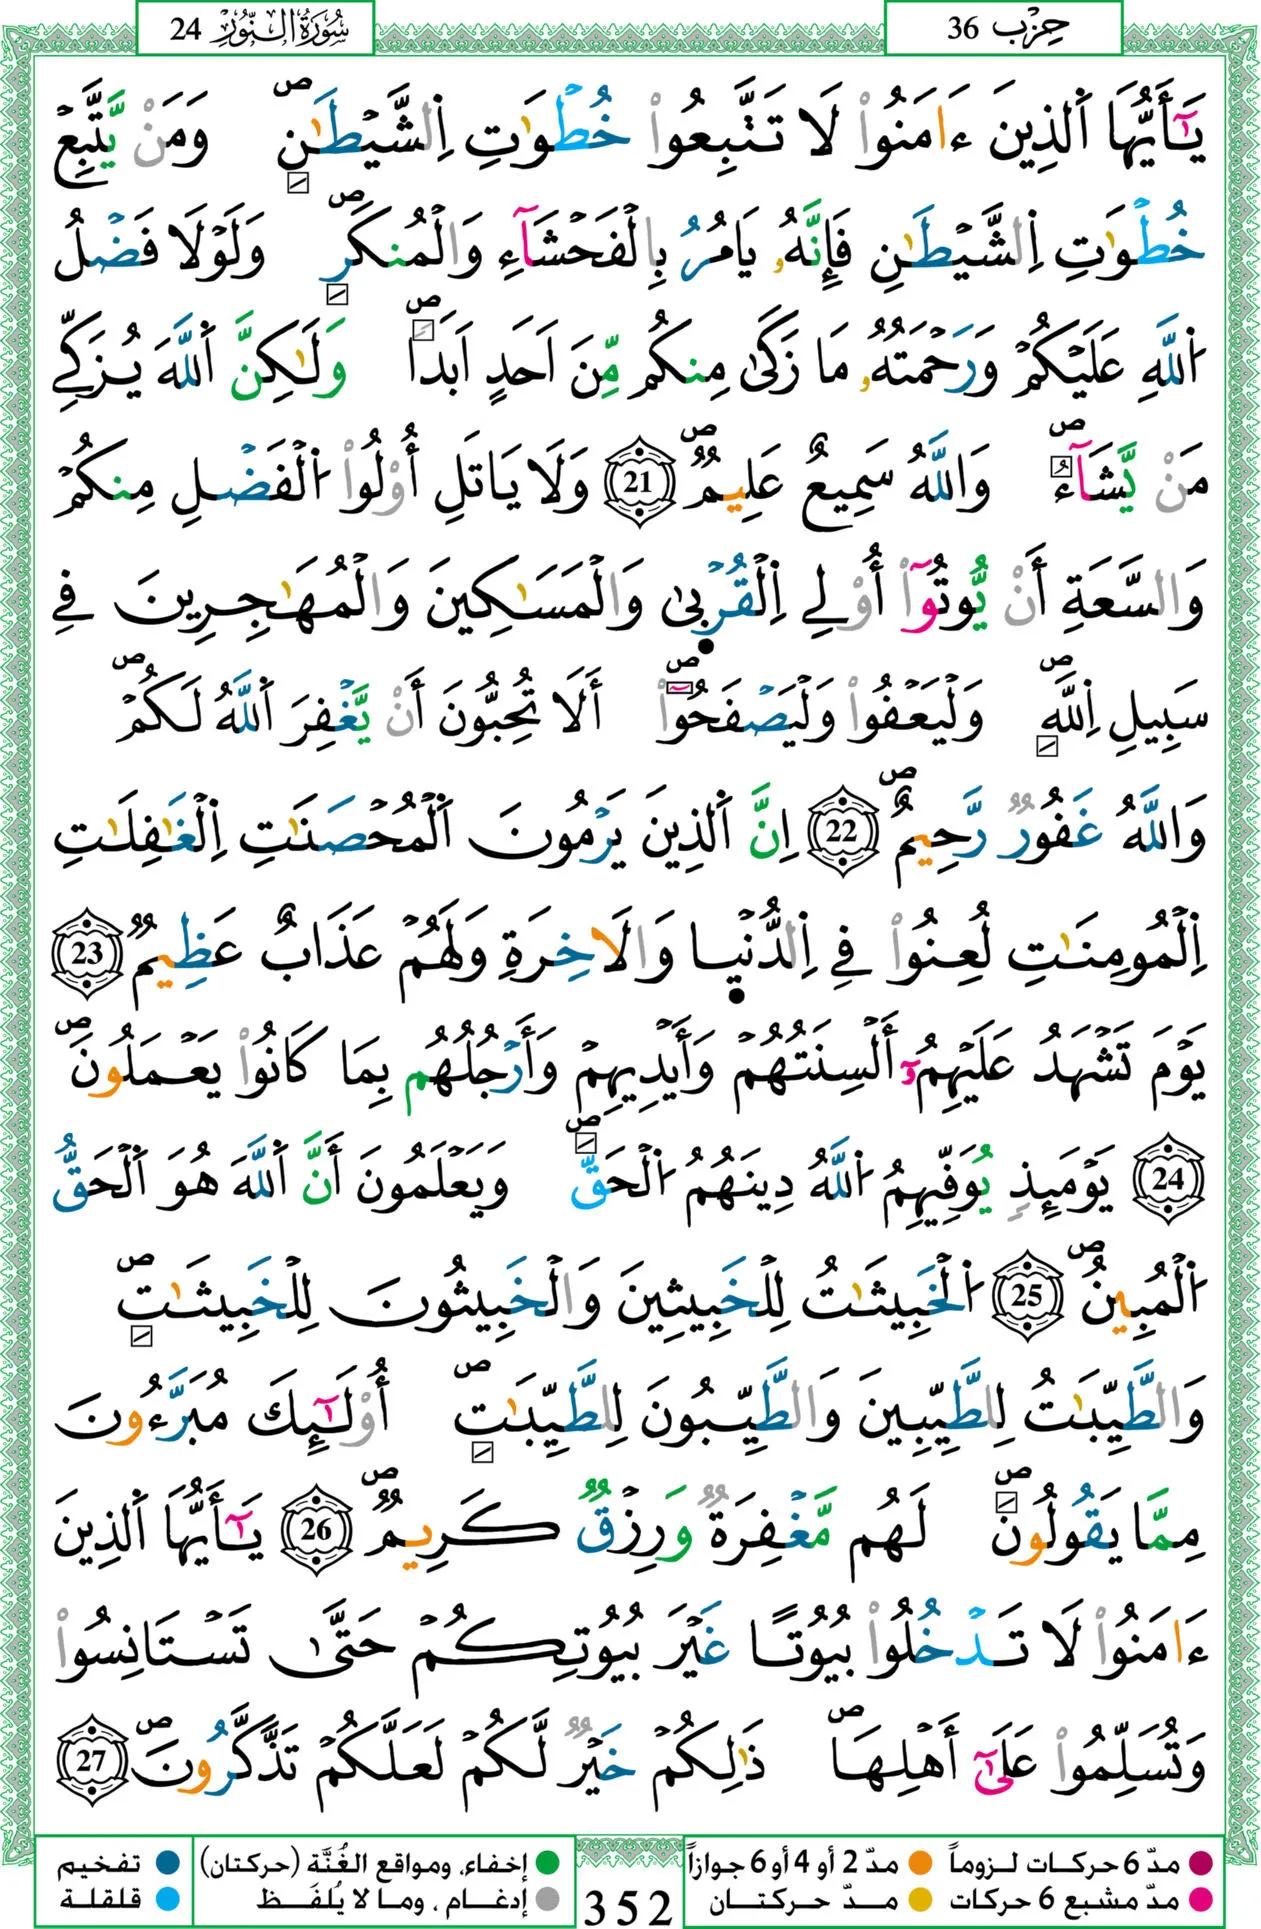 سُورَةُ النُّورِ 24
حِزْب 36
يَٰٓأَيُّهَا اَ۬لذِينَ ءَامَنُواْ لَا تَتَّبِعُواْ خُطْوَٰتِ اِ۬لشَّيْطَٰنِۖ وَمَنْ يَّتَّبِعْ
خُطْوَٰتِ اِ۬لشَّيْطَٰنِ فَإِنَّهُۥ يَامُرُ بِالْفَحْشَآءِ وَالْمُنكَرِۖ وَلَوْلَا فَضْلُ
اُ۬للَّهِ عَلَيْكُمْ وَرَحْمَتُهُۥ مَا زَكَىٰ مِنكُم مِّنَ اَحَدٍ اَبَداٗۖ وَلَٰكِنَّ اَ۬للَّهَ يُزَكِّے
مَنْ يَّشَآءُۖ وَاللَّهُ سَمِيعٌ عَلِيمٞۖ 21 وَلَا يَاتَلِ أُوْلُواْ اُ۬لْفَضْلِ مِنكُمْ
وَالسَّعَةِ أَنْ يُّوتُوٓاْ أُوْلِے اِ۬لْقُرْب۪ىٰ وَالْمَسَٰكِينَ وَالْمُهَٰجِرِينَ فِے
سَبِيلِ اِ۬للَّهِۖ وَلْيَعْفُواْ وَلْيَصْفَحُوٓاْۖ أَلَا تُحِبُّونَ أَنْ يَّغْفِرَ اَ۬للَّهُ لَكُمْۖ
وَاللَّهُ غَفُورٞ رَّحِيمٌۖ 22 اِنَّ اَ۬لذِينَ يَرْمُونَ اَ۬لْمُحْصَنَٰتِ اِ۬لْغَٰفِلَٰتِ
اِ۬لْمُومِنَٰتِ لُعِنُواْ فِے اِ۬لدُّنْي۪ا وَالَاخِرَةِ وَلَهُمْ عَذَابٌ عَظِيمٞ 23
يَوْمَ تَشْهَدُ عَلَيْهِمُۥٓ أَلْسِنَتُهُمْ وَأَيْدِيهِمْ وَأَرْجُلُهُم بِمَا كَانُواْ يَعْمَلُونَۖ
24 يَوْمَئِذٖ يُوَفِّيهِمُ اُ۬للَّهُ دِينَهُمُ اُ۬لْحَقَّۖ وَيَعْلَمُونَ أَنَّ اَ۬للَّهَ هُوَ اَ۬لْحَقُّ
اُ۬لْمُبِينُۖ 25 اُ۬لْخَبِيثَٰتُ لِلْخَبِيثِينَ وَالْخَبِيثُونَ لِلْخَبِيثَٰتِۖ
وَالطَّيِّبَٰتُ لِلطَّيِّبِينَ وَالطَّيِّبُونَ لِلطَّيِّبَٰتِۖ أُوْلَٰٓئِكَ مُبَرَّءُونَ
مِمَّا يَقُولُونَۖ لَهُم مَّغْفِرَةٞ وَرِزْقٞ كَرِيمٞۖ 26 يَٰٓأَيُّهَا اَ۬لذِينَ
ءَامَنُواْ لَا تَدْخُلُواْ بُيُوتًا غَيْرَ بُيُوتِكُمْ حَتَّىٰ تَسْتَانِسُواْ
وَتُسَلِّمُواْ عَلَىٰٓ أَهْلِهَاۖ ذَٰلِكُمْ خَيْرٞ لَّكُمْ لَعَلَّكُمْ تَذَّكَّرُونَۖ 27
مدّ 6 حركات لـزوماً مدّ 2 أو 4 أو 6 جوازاً
مدّ مشبع 6 حركات مـدّ حركتـان
352
إخفاء، ومواقع الغُنَّة (حركتان) تفخيم
إدغـام ، ومـا لا يُلفَـظ قلقلة